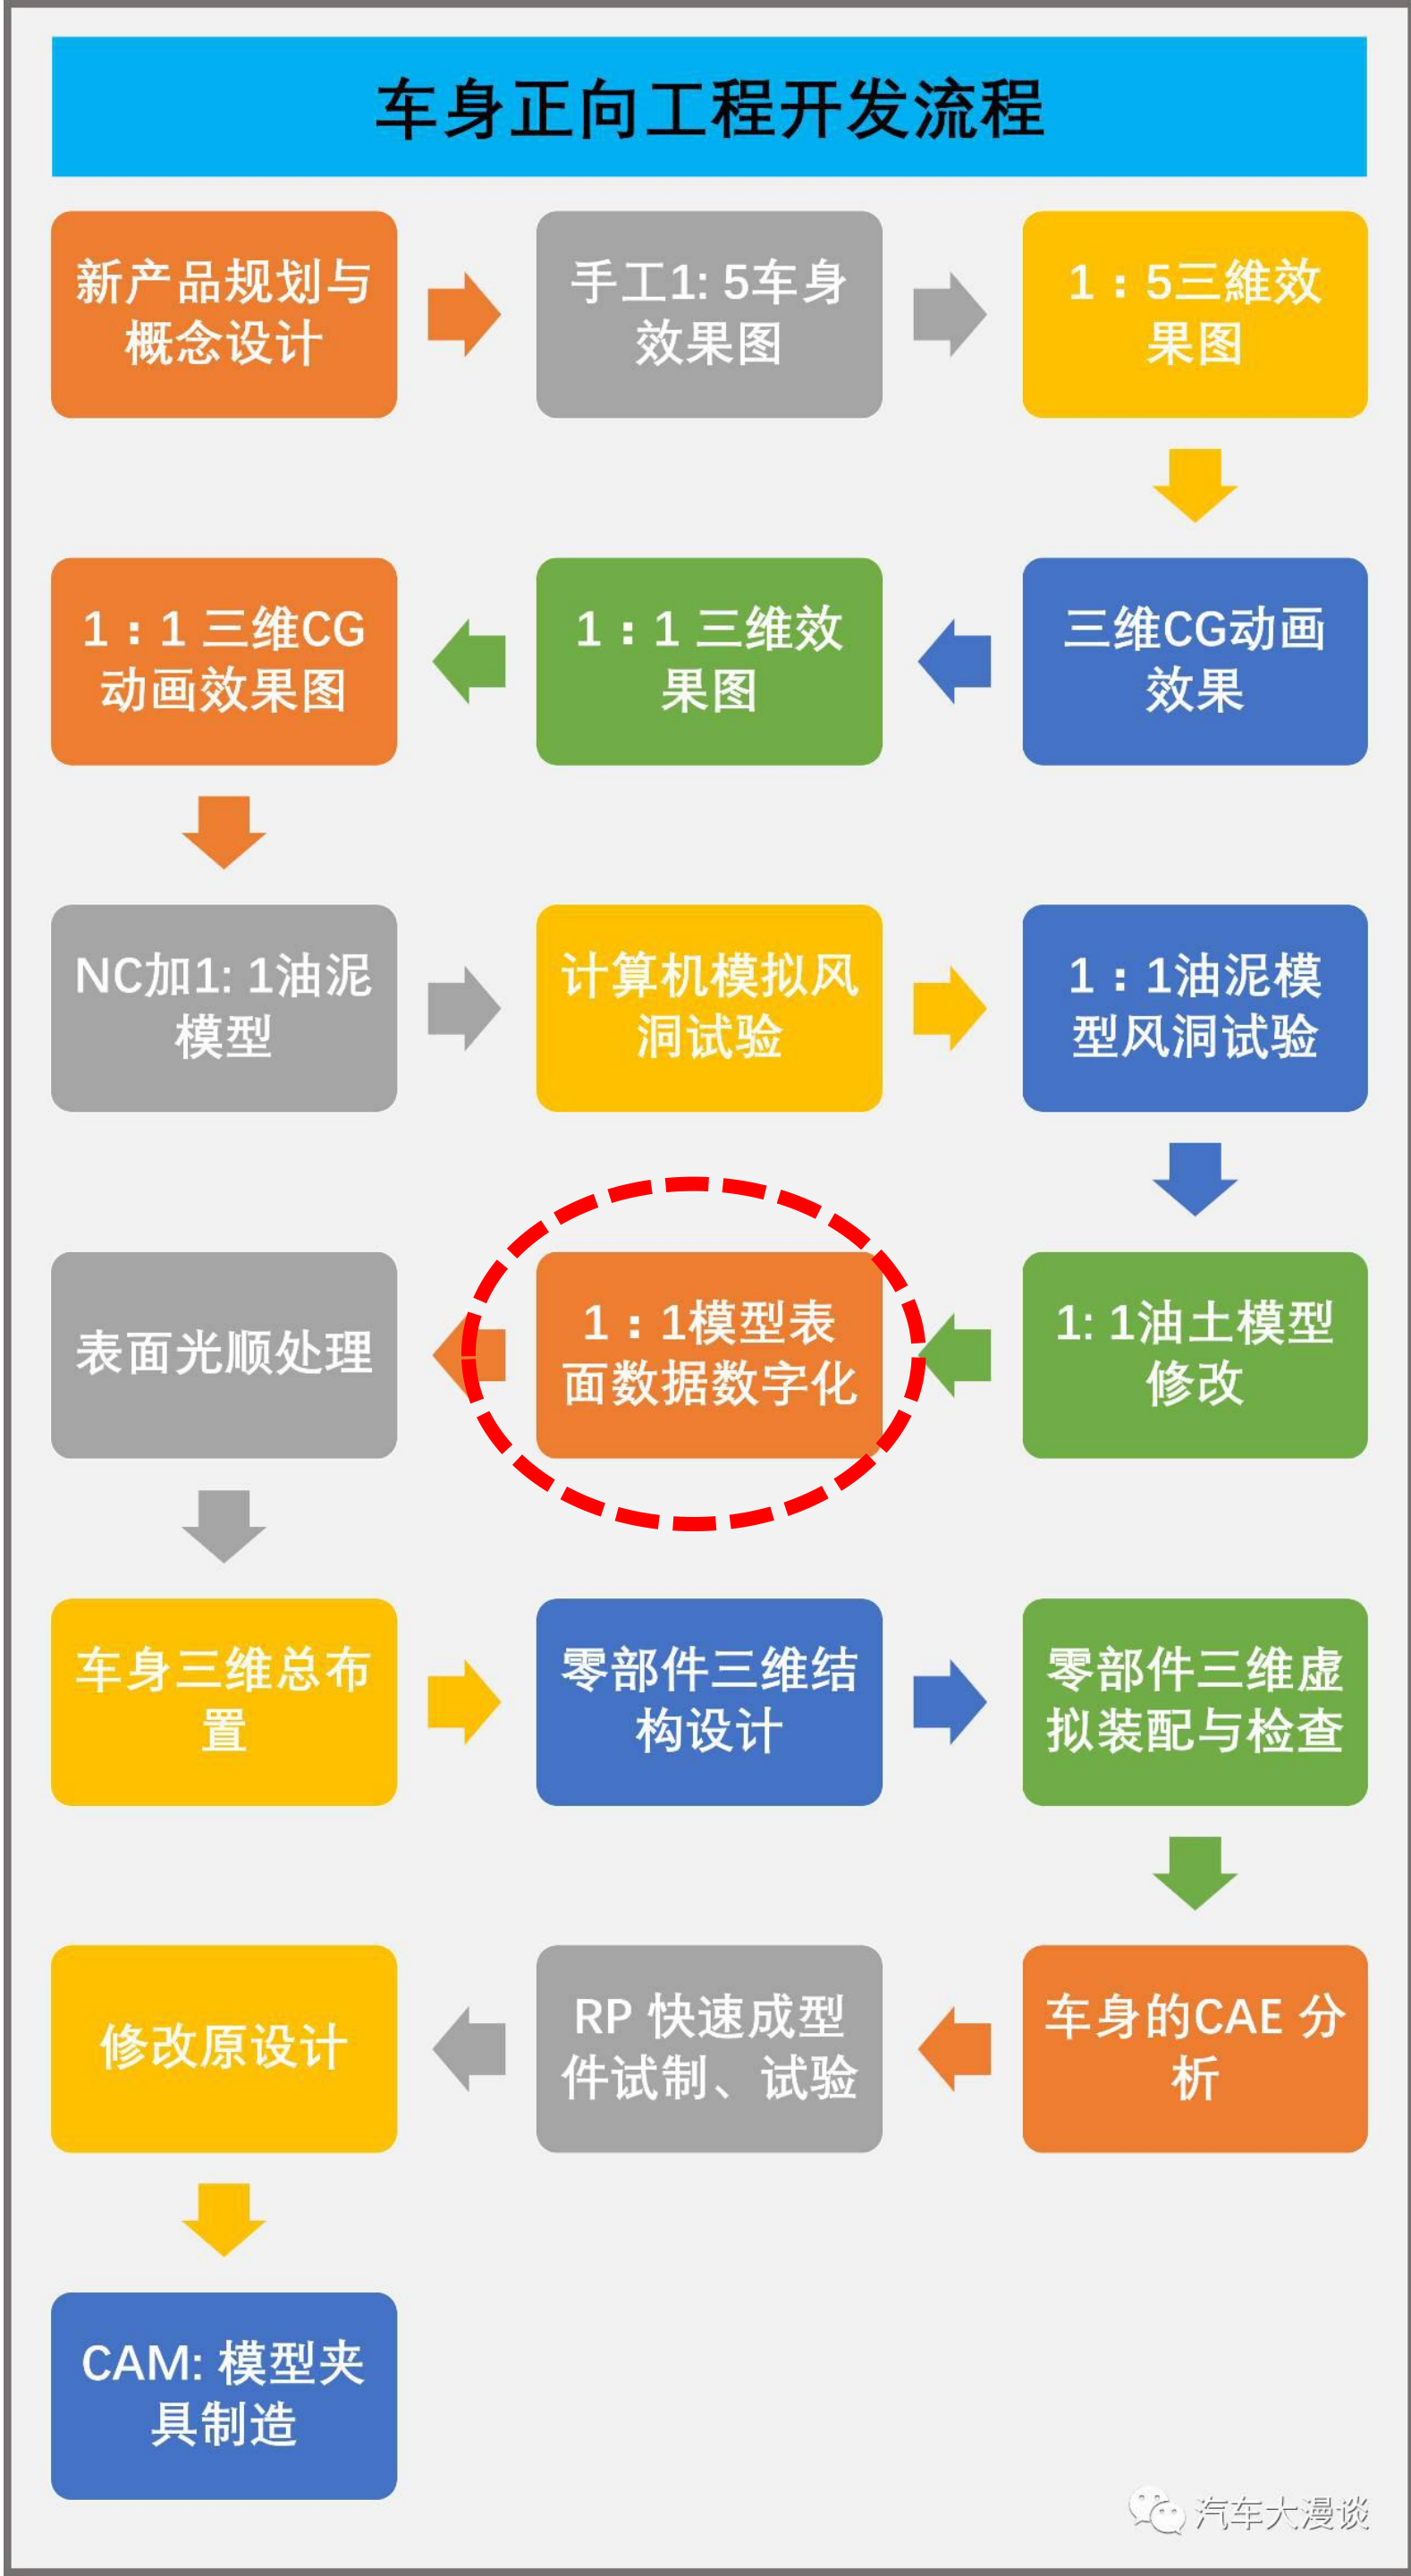 车身正向工程开发流程
新产品规划与
概念设计
手工1: 5车身
效果图
1：5三維效
果图
三维CG动画
效果
1：1 三维效
果图
1：1 三维CG
动画效果图
NC加1: 1油泥
模型
计算机模拟风
洞试验
1：1油泥模
型风洞试验
1: 1油土模型
修改
1：1模型表
面数据数字化
表面光顺处理
车身三维总布
置
零部件三维结
构设计
零部件三维虚
拟装配与检查
车身的CAE 分
析
RP 快速成型
件试制、试验
修改原设计
CAM: 模型夹
具制造
汽车大漫谈